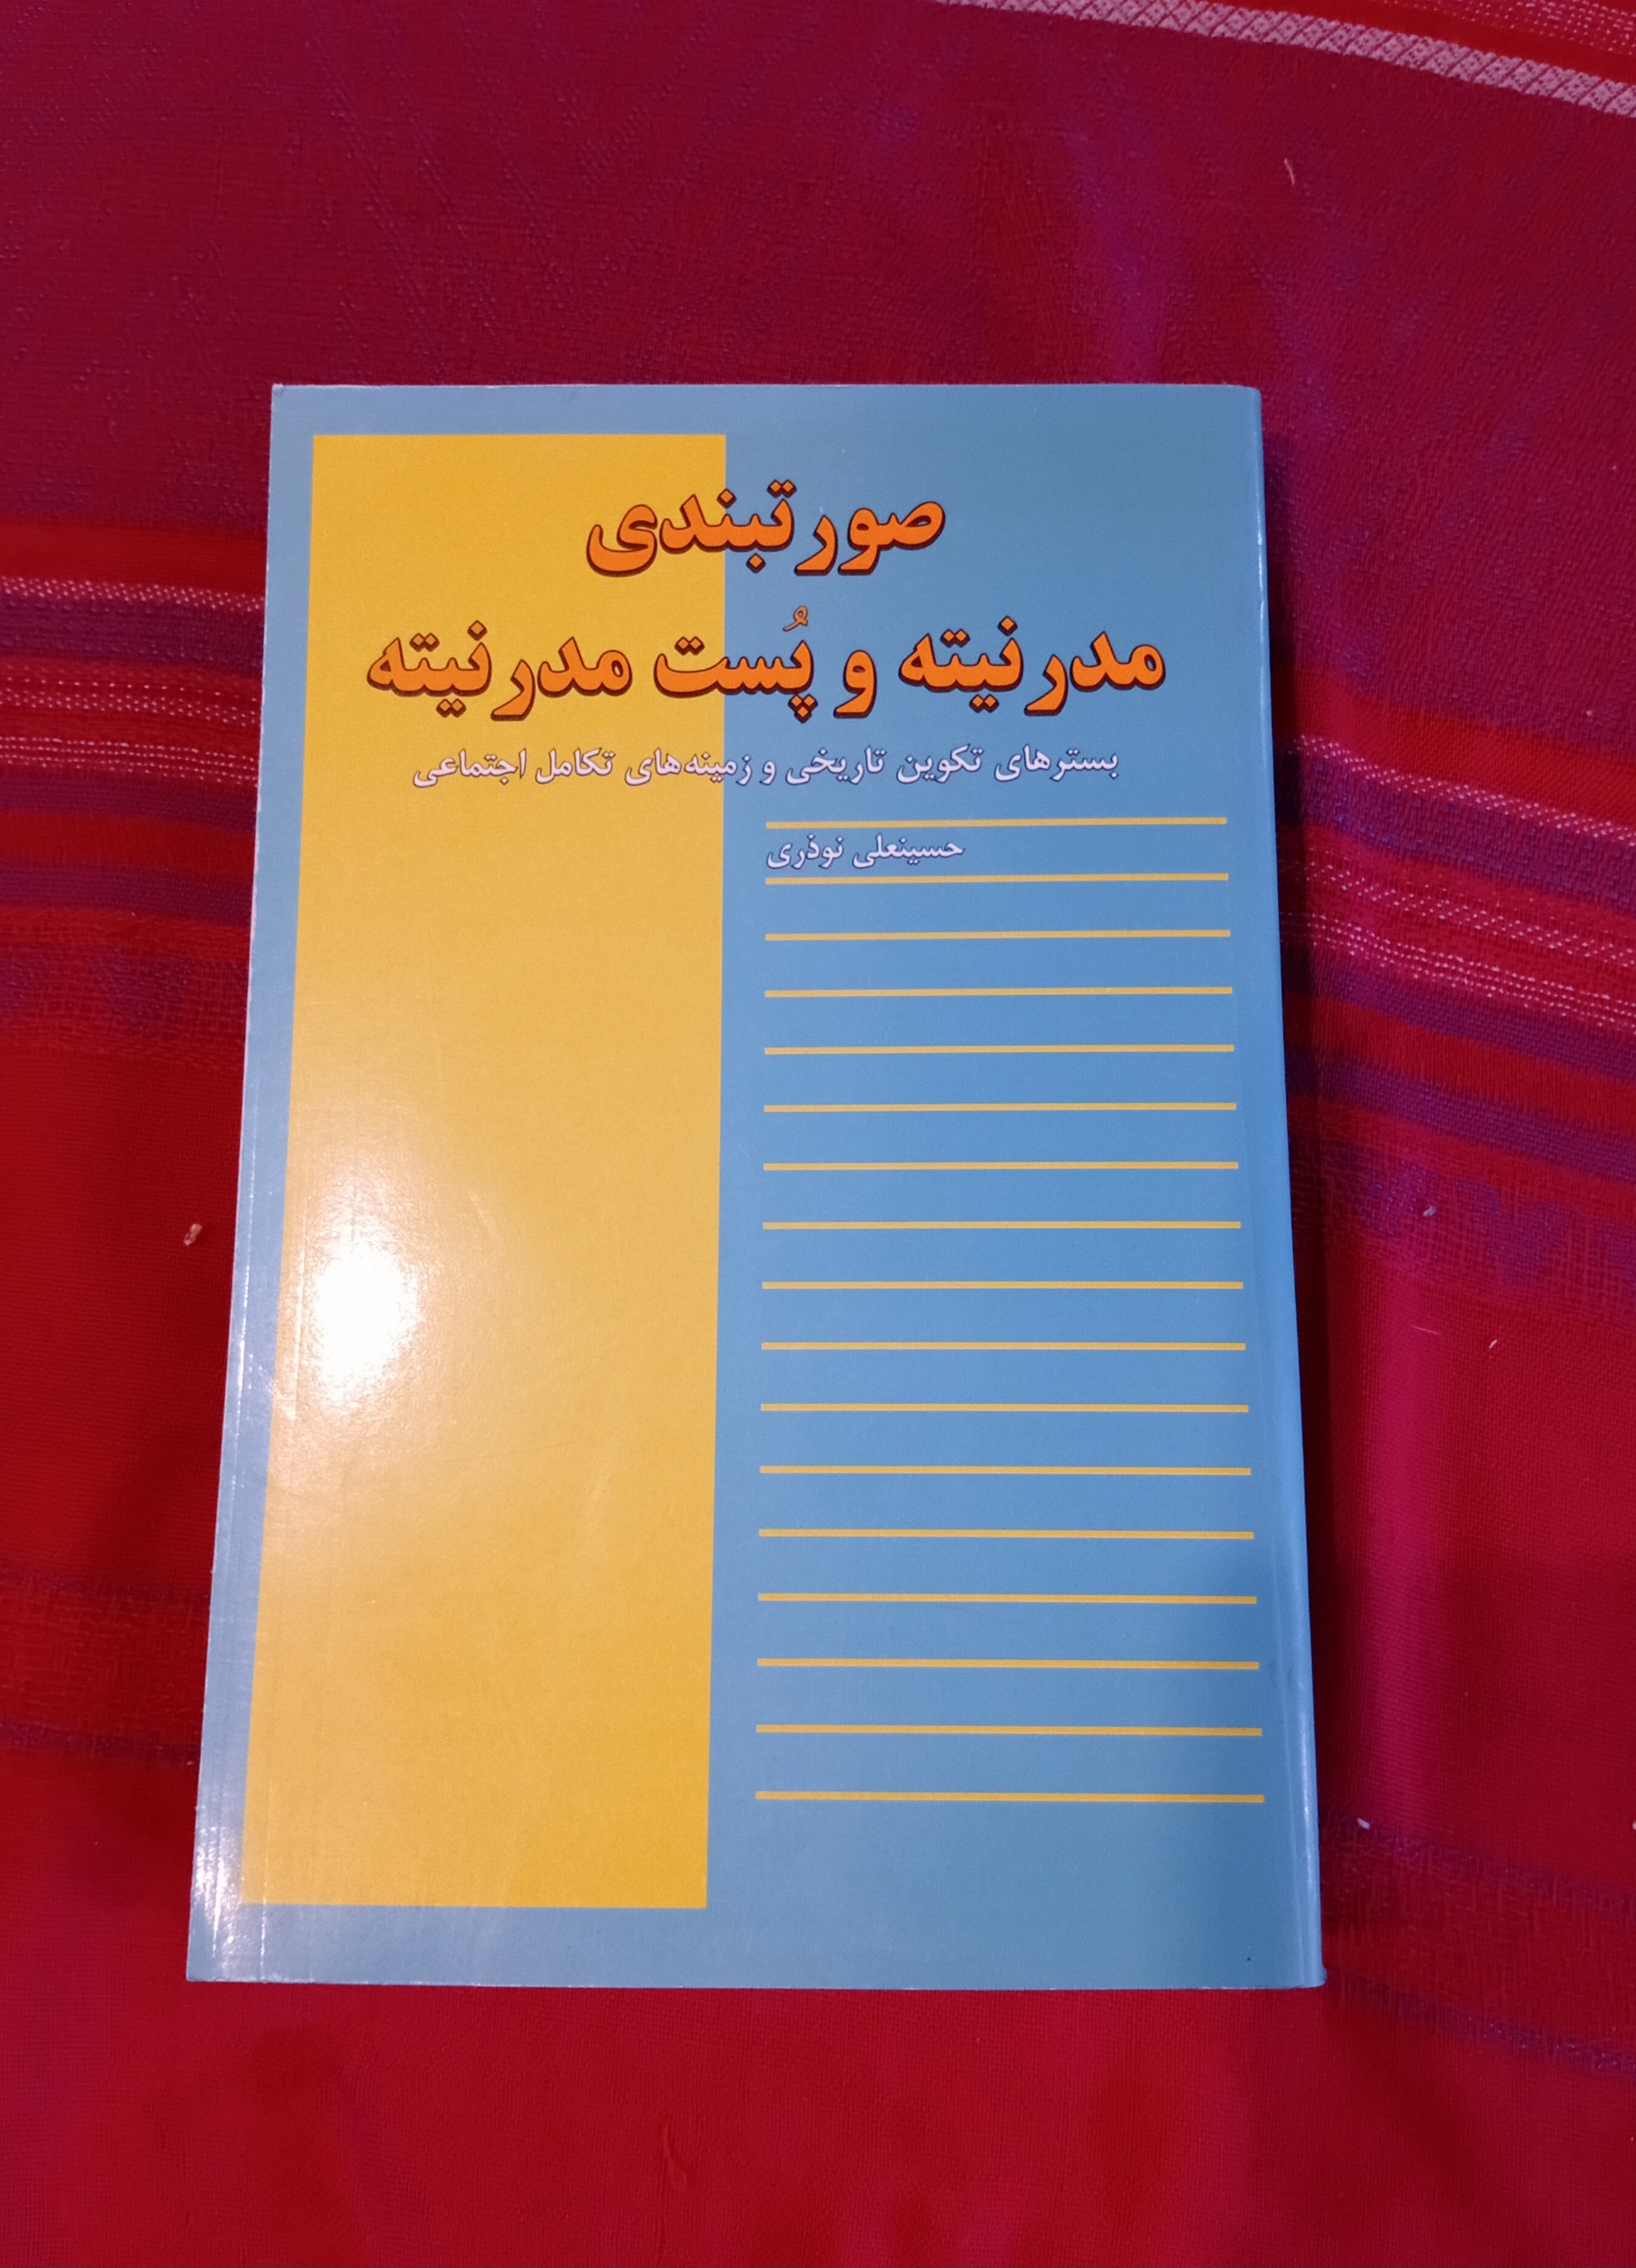 صورتبندی
مدرنیته و پُست مدرنیته
بسترهای تکوین تاریخی و زمینه‌های تکامل اجتماعی
حسینعلی نوذری